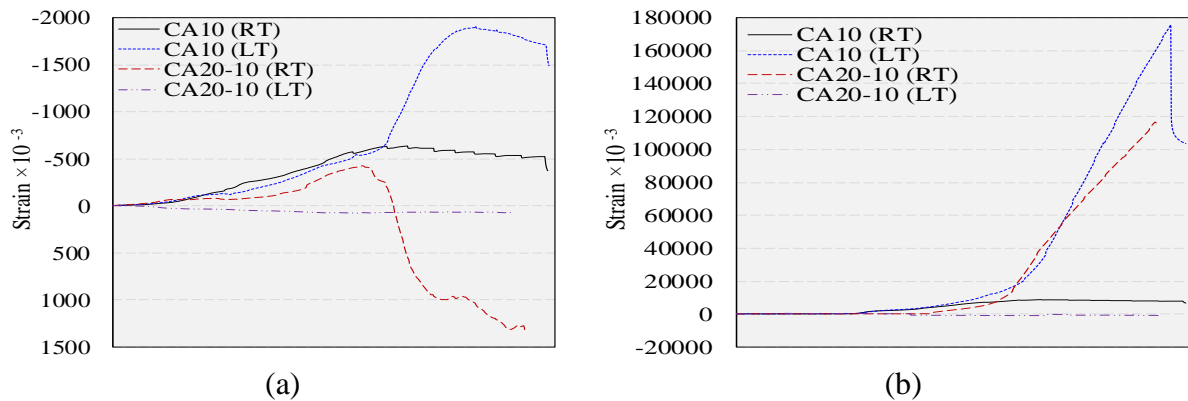 -2000
-1500
-1000
-500
0
500
1000
1500
Strain ×10 -3
CA10 (RT)
CA10 (LT)
CA20-10 (RT)
CA20-10 (LT)
(a)
180000
160000
140000
120000
100000
80000
60000
40000
20000
0
-20000
Strain ×10 -3
CA10 (RT)
CA10 (LT)
CA20-10 (RT)
CA20-10 (LT)
(b)